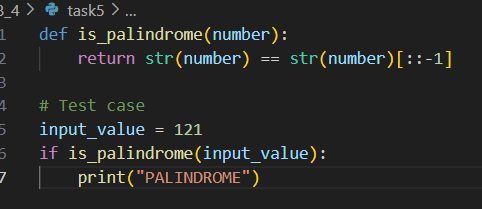 3_4 > task5 > ...
1 def is_palindrome(number):
2 return str(number) == str(number)[::-1]
3
4 # Test case
5 input_value = 121
6 if is_palindrome(input_value):
7 print("PALINDROME")